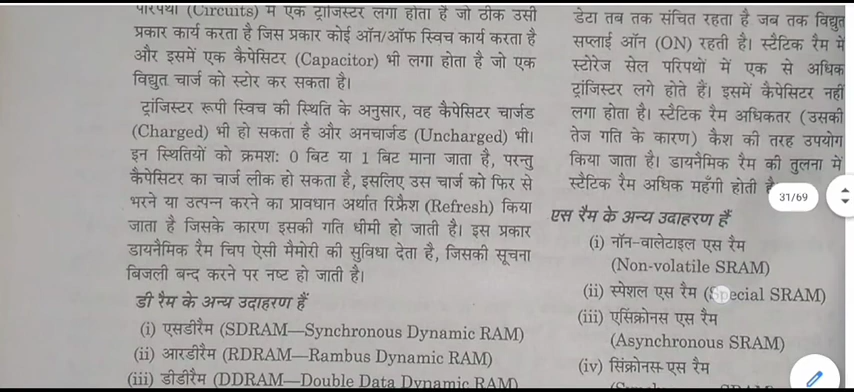 परिपथों (Circuits) में एक ट्रांजिस्टर लगा होता है जो ठीक उसी
प्रकार कार्य करता है जिस प्रकार कोई ऑन/ऑफ स्विच कार्य करता है
और इसमें एक कैपेसिटर (Capacitor) भी लगा होता है जो एक
विद्युत चार्ज को स्टोर कर सकता है।
ट्रांजिस्टर रूपी स्विच की स्थिति के अनुसार, वह कैपेसिटर चार्जड
(Charged) भी हो सकता है और अनचार्जड (Uncharged) भी।
इन स्थितियों को क्रमशः 0 बिट या 1 बिट माना जाता है, परन्तु
कैपेसिटर का चार्ज लीक हो सकता है, इसलिए उस चार्ज को फिर से
भरने या उत्पन्न करने का प्रावधान अर्थात रिफ्रैश (Refresh) किया
जाता है जिसके कारण इसकी गति धीमी हो जाती है। इस प्रकार
डायनैमिक रैम चिप ऐसी मैमोरी की सुविधा देता है, जिसकी सूचना
बिजली बन्द करने पर नष्ट हो जाती है।
डी रैम के अन्य उदाहरण हैं
(i) एसडीरैम (SDRAM—Synchronous Dynamic RAM)
(ii) आरडीरैम (RDRAM—Rambus Dynamic RAM)
(iii) डीडीरैम (DDRAM—Double Data Dynamic RAM)
डेटा तब तक संचित रहता है जब तक विद्युत
सप्लाई ऑन (ON) रहती है। स्टैटिक रैम में
स्टोरेज सेल परिपथों में एक से अधिक
ट्रांजिस्टर लगे होते हैं। इसमें कैपेसिटर नहीं
लगा होता है। स्टैटिक रैम अधिकतर (उसकी
तेज गति के कारण) कैश की तरह उपयोग
किया जाता है। डायनैमिक रैम की तुलना में
स्टैटिक रैम अधिक महँगी होती है
31/69
एस रैम के अन्य उदाहरण हैं
(i) नॉन-वालेटाइल एस रैम
(Non-volatile SRAM)
(ii) स्पेशल एस रैम (Special SRAM)
(iii) एसिंक्रोनस एस रैम
(Asynchronous SRAM)
(iv) सिंक्रोनस एस रैम